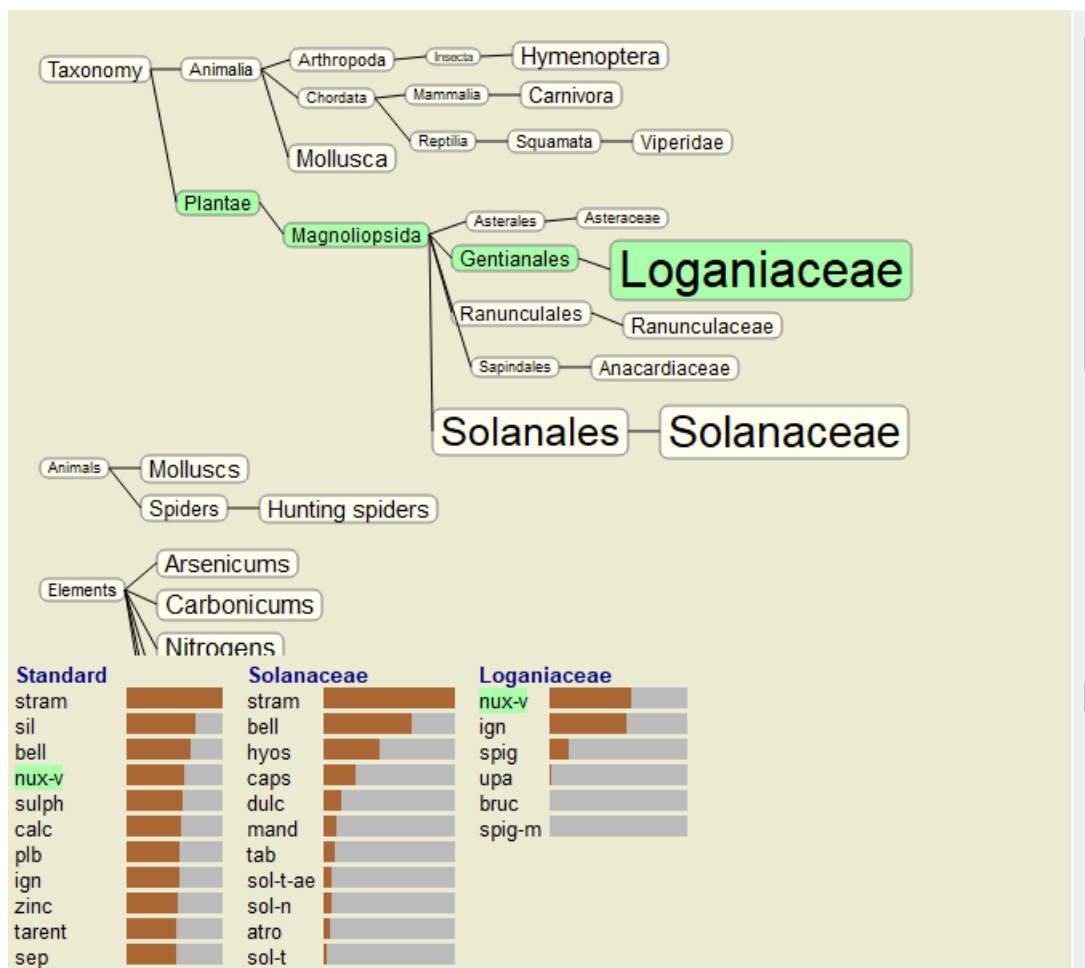 Taxonomy
Animalia
Arthropoda
Insecta
Hymenoptera
Chordata
Mammalia
Carnivora
Reptilia
Squamata
Viperidae
Mollusca
Plantae
Magnoliopsida
Asterales
Asteraceae
Gentianales
Loganiaceae
Ranunculales
Ranunculaceae
Sapindales
Anacardiaceae
Solanales
Solanaceae
Animals
Molluscs
Spiders
Hunting spiders
Elements
Arsenicums
Carbonicums
Nitrogens
Standard
stram
sil
bell
nux-v
sulph
calc
plb
ign
zinc
tarent
sep
Solanaceae
stram
bell
hyos
caps
dulc
mand
tab
sol-t-ae
sol-n
atro
sol-t
Loganiaceae
nux-v
ign
spig
upa
bruc
spig-m